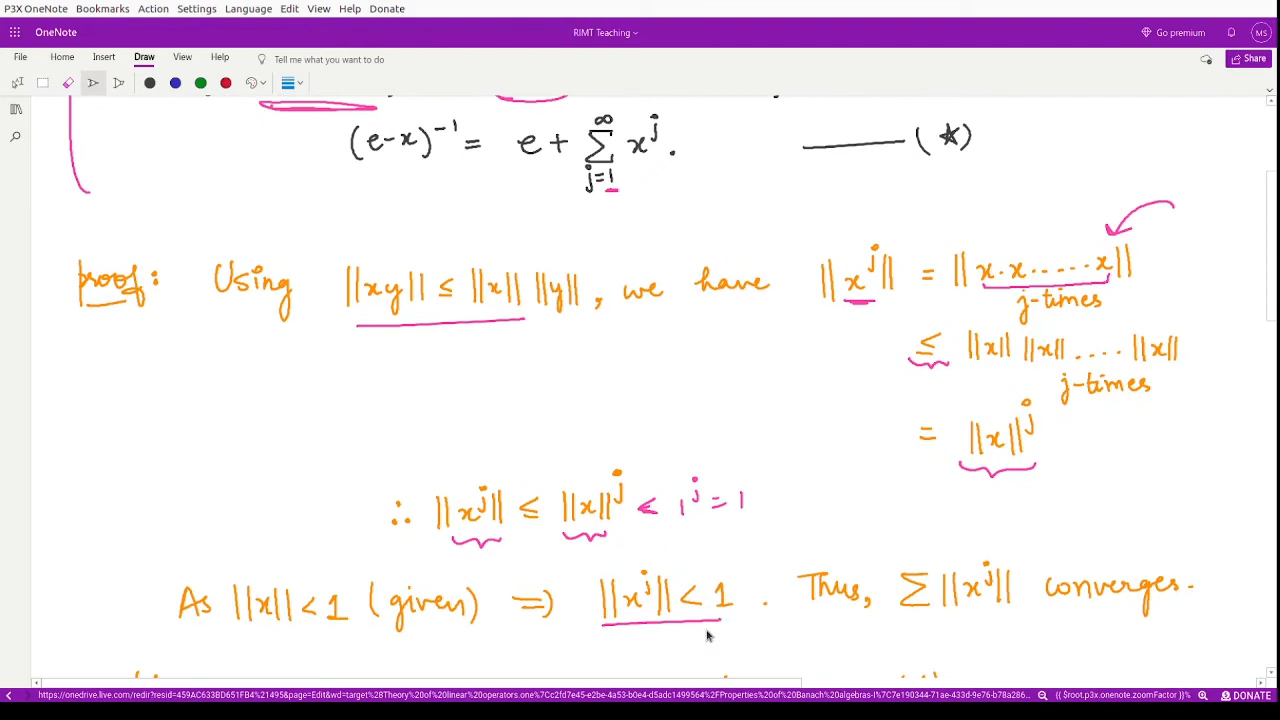 P3X OneNote Bookmarks Action Settings Language Edit View Help Donate
OneNote RIMT Teaching Go premium MS
File Home Insert Draw View Help Tell me what you want to do Share
(e-x)⁻¹ = e + ∑_{j=1}^{∞} x^j. ——— (★)
proof: Using ||xy|| ≤ ||x|| ||y||, we have ||x^j|| = ||x.x.....x||
j-times
≤ ||x|| ||x|| .... ||x||
j-times
= ||x||^j
∴ ||x^j|| ≤ ||x||^j < 1^j = 1
As ||x|| < 1 (given) ⇒ ||x^j|| < 1. Thus, ∑||x^j|| converges.
DONATE